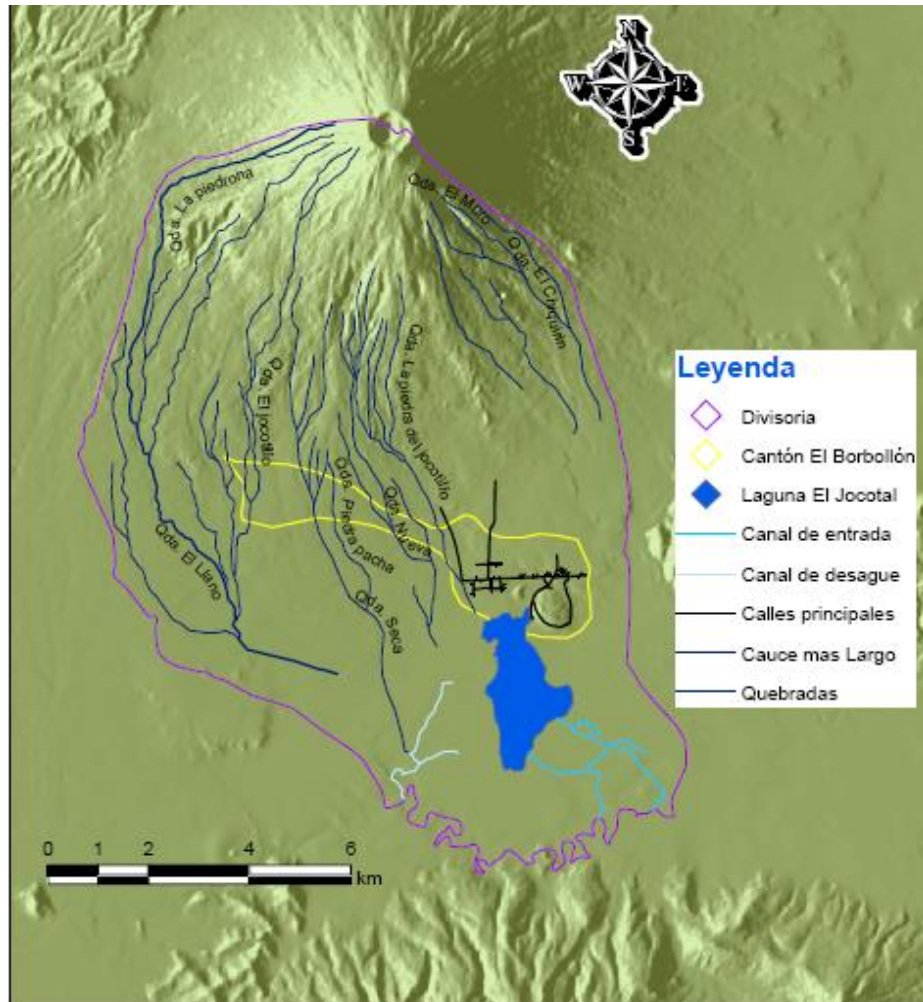 N
W E
S
Qda. La piedrona
Qda. El Moro
Qda. El Chiquirin
Qda. El jocotillo
Qda. La piedra del jocotillo
Qda. Piedra pacha
Qda. Nueva
Qda. El Llano
Qda. Seca
Leyenda
Divisoria
Cantón El Borbollón
Laguna El Jocotal
Canal de entrada
Canal de desague
Calles principales
Cauce mas Largo
Quebradas
0 1 2 4 6
km